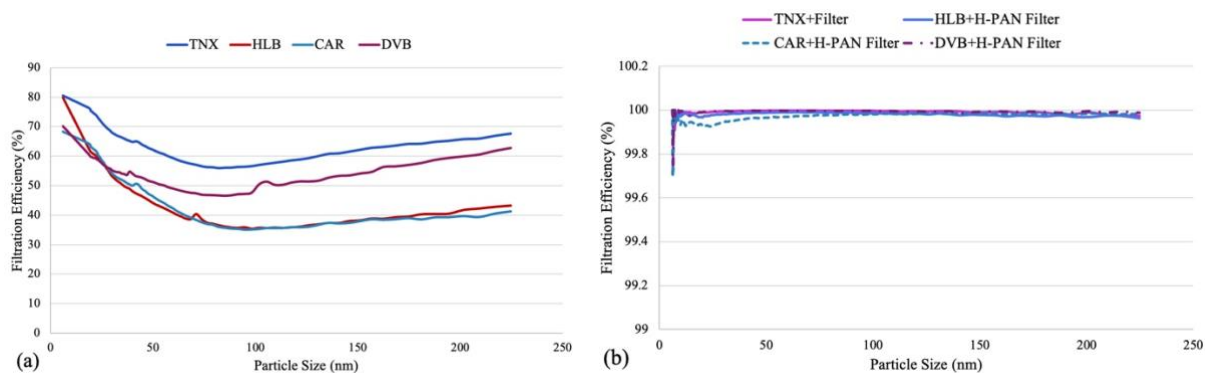 TNX HLB CAR DVB
90
80
70
60
50
40
30
20
10
0
Filtration Efficiency (%)
0 50 100 150 200 250
Particle Size (nm)
(a)
TNX+Filter HLB+H-PAN Filter
CAR+H-PAN Filter DVB+H-PAN Filter
100.2
100
99.8
99.6
99.4
99.2
99
Filtration Efficiency (%)
0 50 100 150 200 250
Particle Size (nm)
(b)